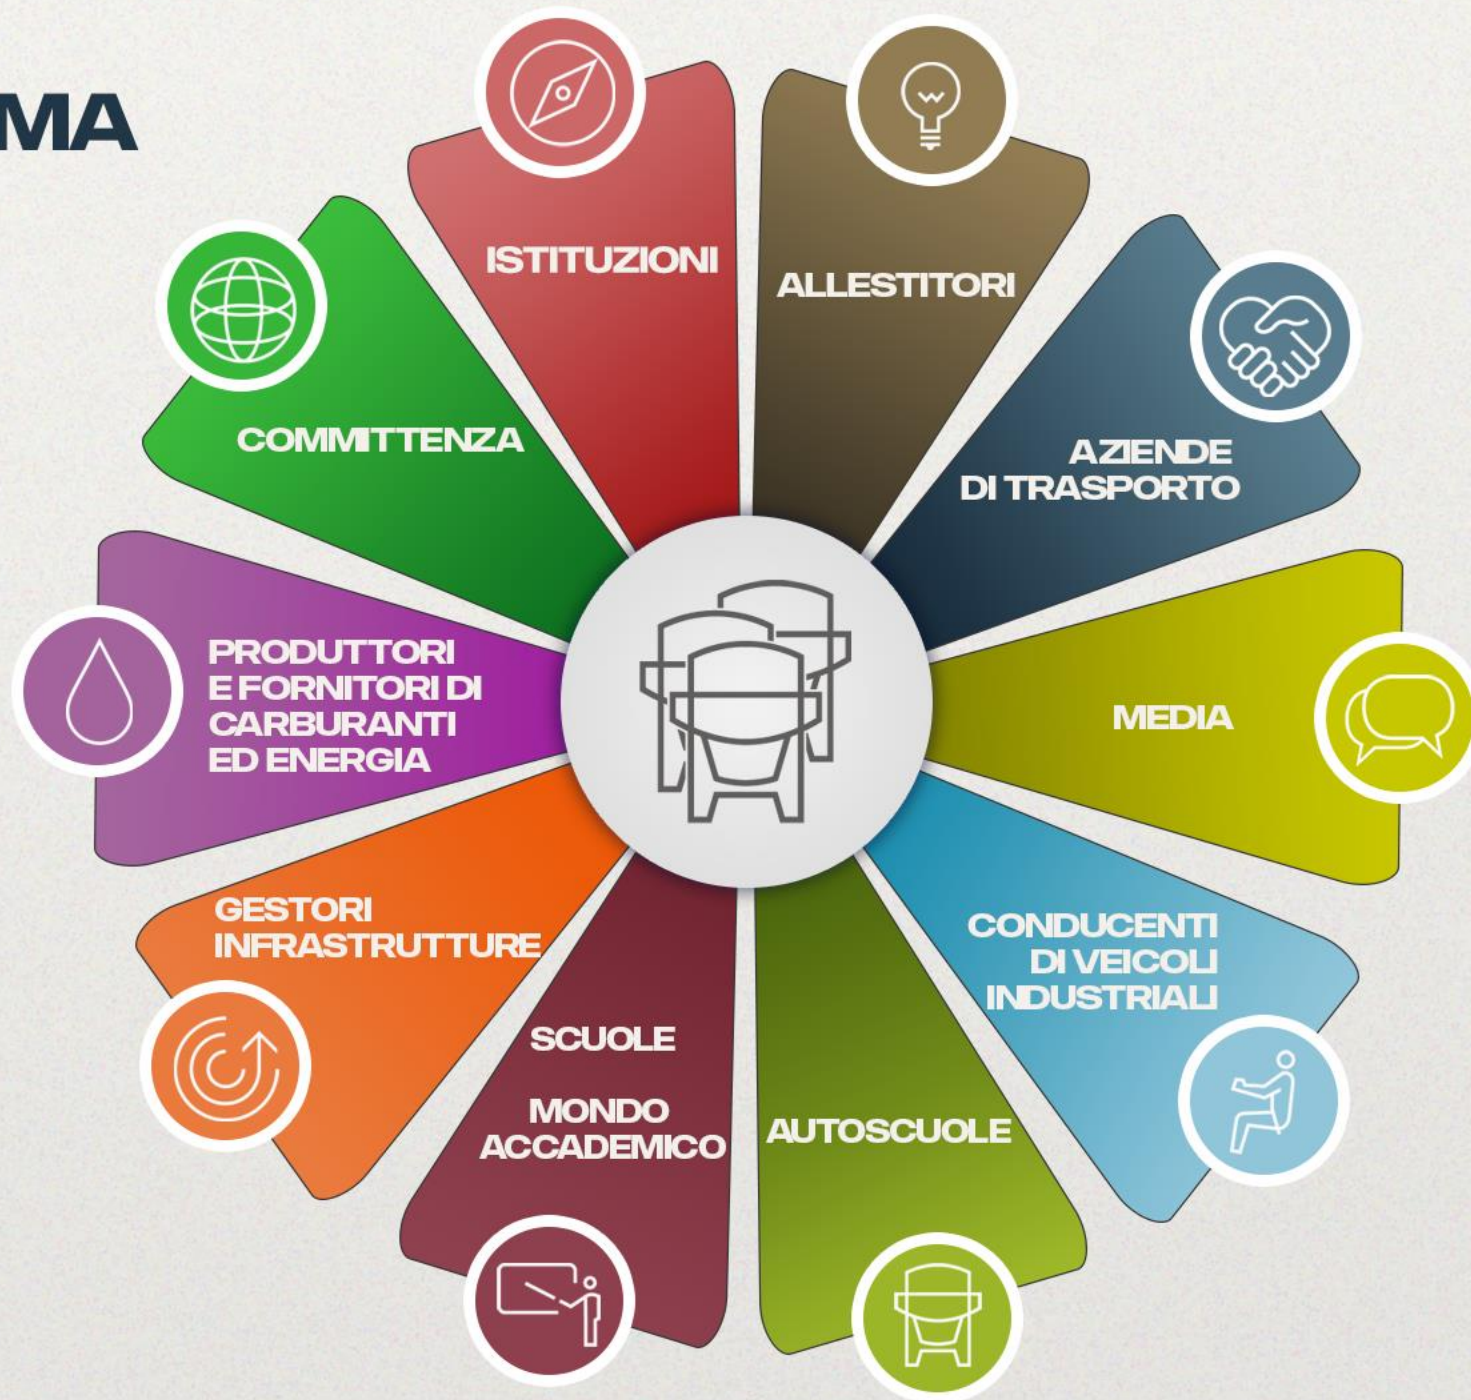 MA
ISTITUZIONI
ALLESTITORI
AZIENDE
DI TRASPORTO
MEDIA
CONDUCENTI
DI VEICOLI
INDUSTRIALI
AUTOSCUOLE
SCUOLE
MONDO
ACCADEMICO
GESTORI
INFRASTRUTTURE
PRODUTTORI
E FORNITORI DI
CARBURANTI
ED ENERGIA
COMMITTENZA